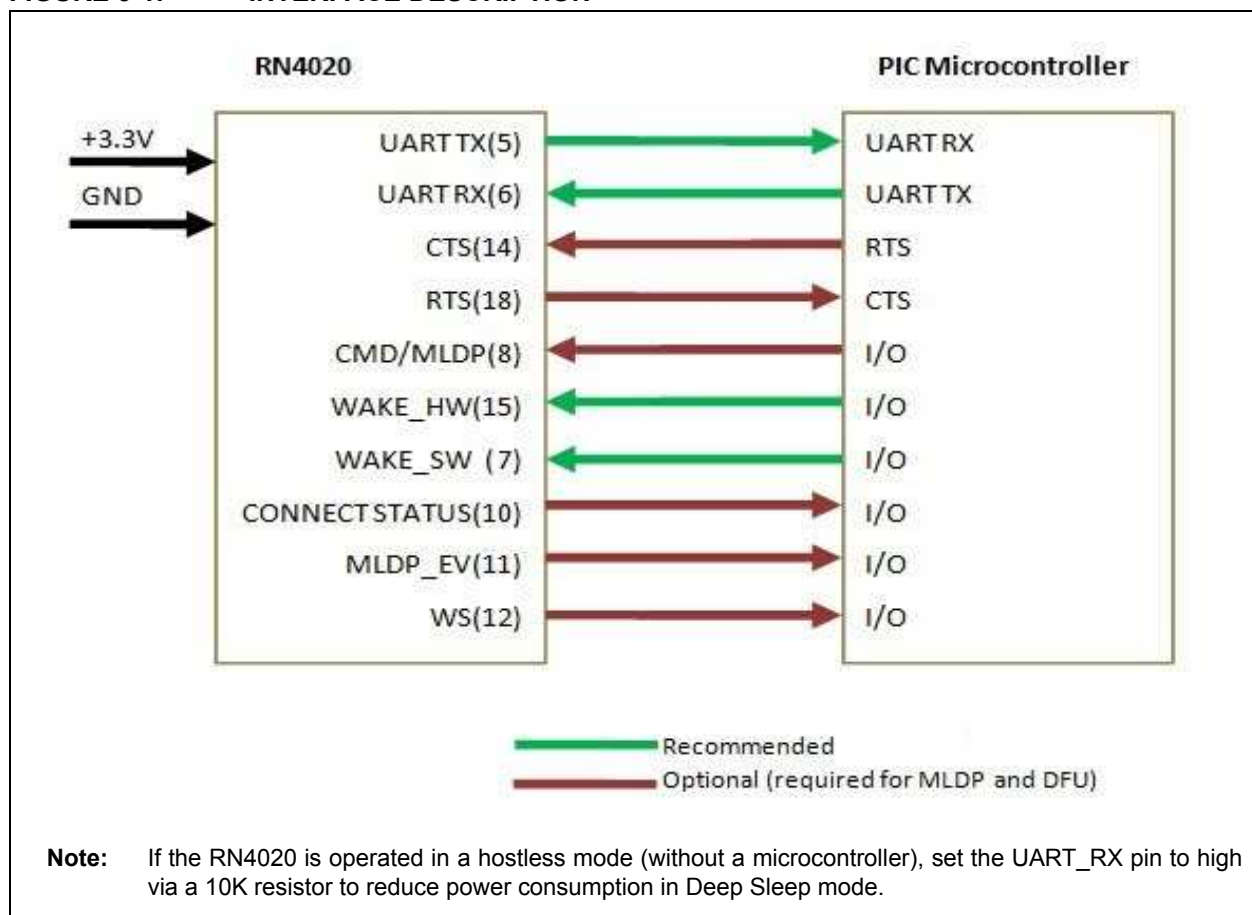 RN4020 PIC Microcontroller
+3.3V
GND
UART TX(5) UART RX
UART RX(6) UART TX
CTS(14) RTS
RTS(18) CTS
CMD/MLDP(8) I/O
WAKE_HW(15) I/O
WAKE_SW (7) I/O
CONNECT STATUS(10) I/O
MLDP_EV(11) I/O
WS(12) I/O
Recommended
Optional (required for MLDP and DFU)
Note: If the RN4020 is operated in a hostless mode (without a microcontroller), set the UART_RX pin to high
via a 10K resistor to reduce power consumption in Deep Sleep mode.